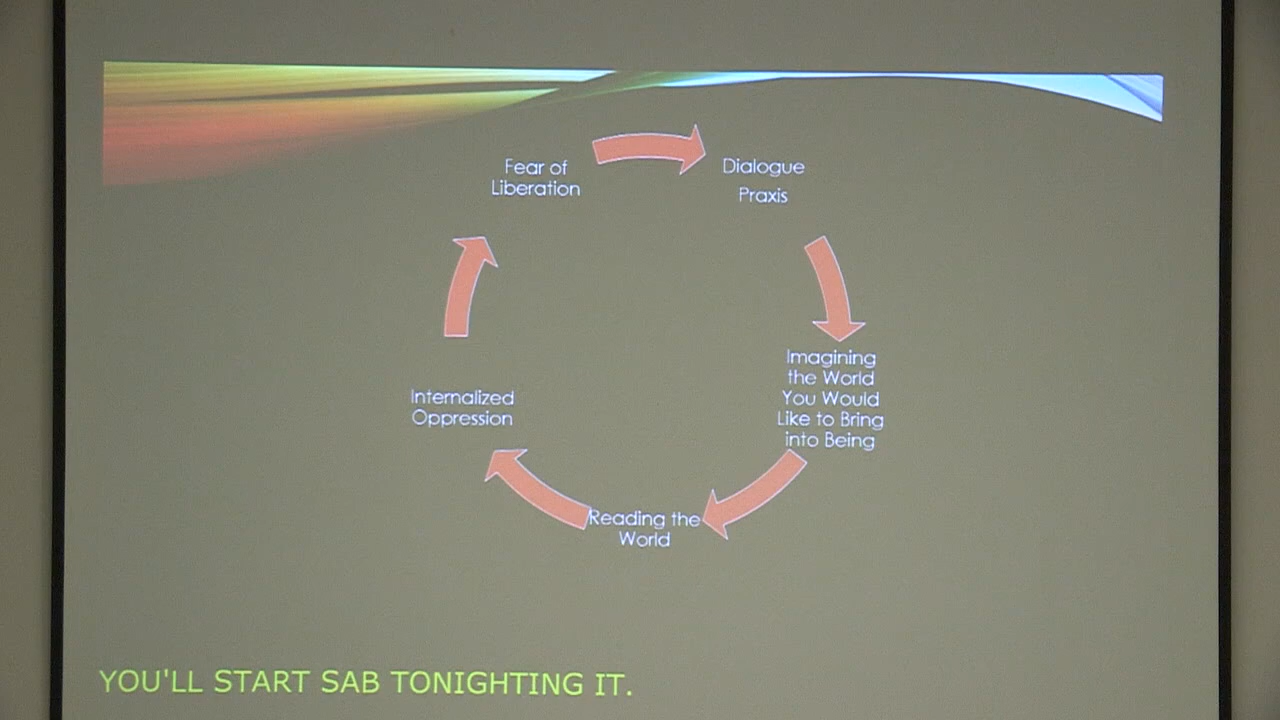 Fear of
Liberation
Dialogue
Praxis
Imagining
the World
You Would
Like to Bring
into Being
Reading the
World
Internalized
Oppression
YOU'LL START SAB TONIGHTING IT.